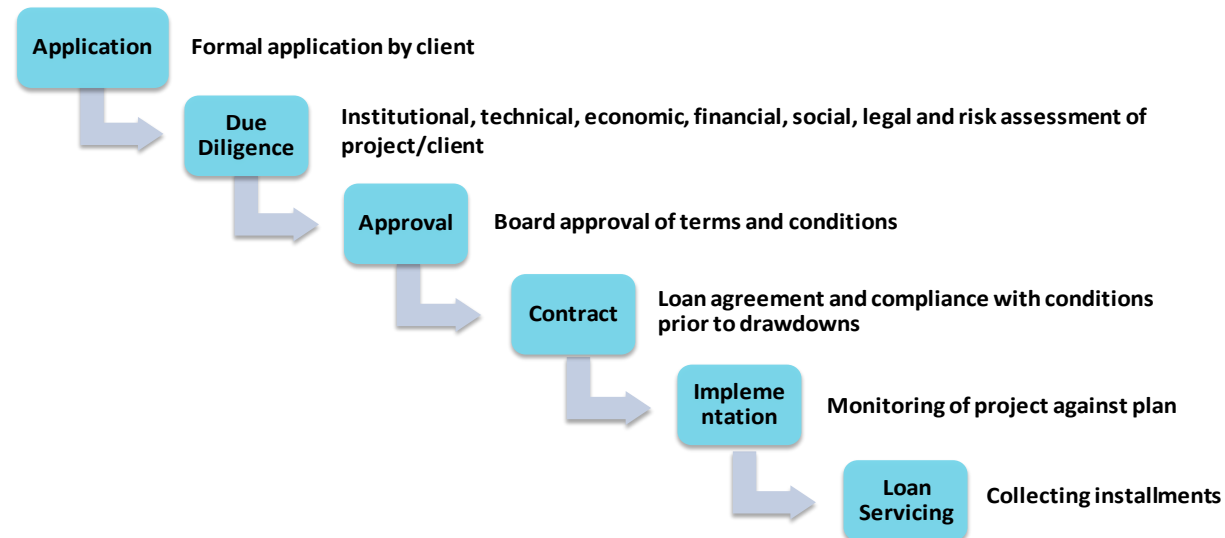 Application
Formal application by client
Due
Diligence
Institutional, technical, economic, financial, social, legal and risk assessment of
project/client
Approval
Board approval of terms and conditions
Contract
Loan agreement and compliance with conditions
prior to drawdowns
Impleme
ntation
Monitoring of project against plan
Loan
Servicing
Collecting installments